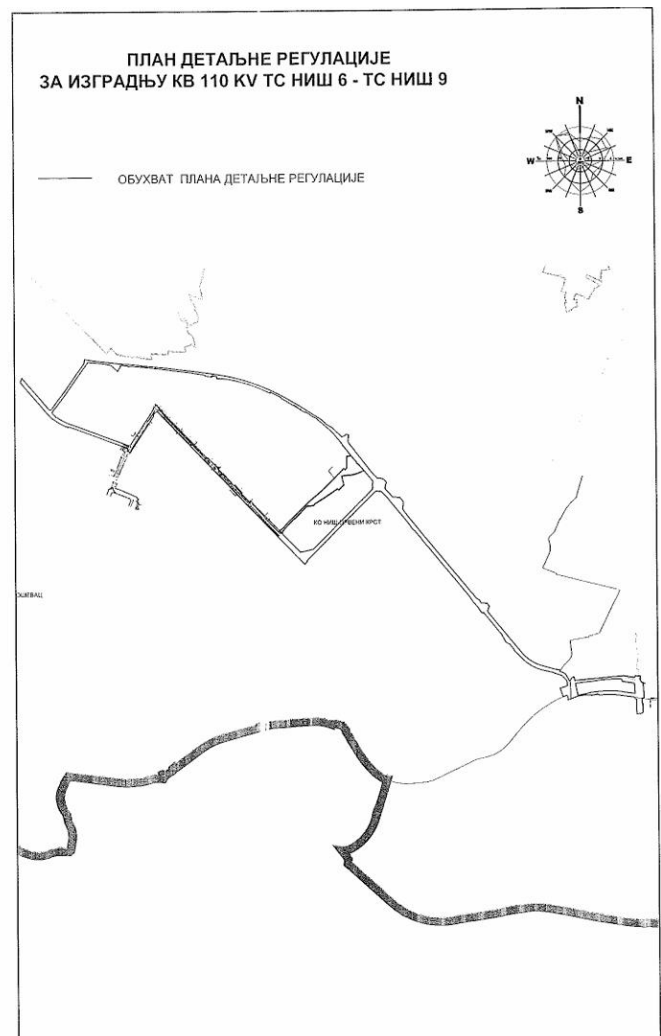 ПЛАН ДЕТАЉНЕ РЕГУЛАЦИЈЕ
ЗА ИЗГРАДЊУ КВ 110 KV ТС НИШ 6 - ТС НИШ 9
N
W
E
S
ОБУХВАТ ПЛАНА ДЕТАЉНЕ РЕГУЛАЦИЈЕ
КО НИШ-ЦРВЕНИ КРСТ